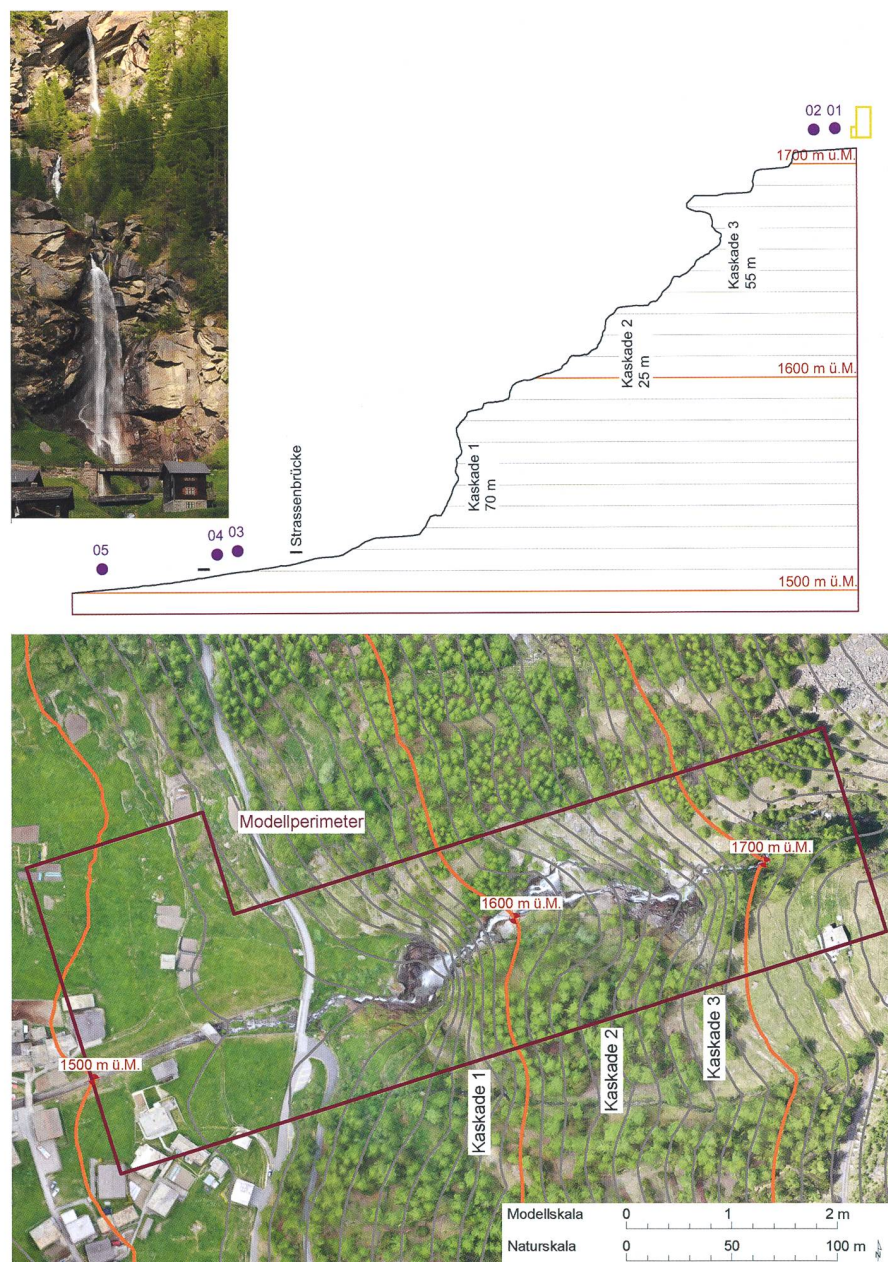 02 01
1700 m ü.M.
Kaskade 3
55 m
Kaskade 2
25 m
1600 m ü.M.
Kaskade 1
70 m
Strassenbrücke
04 03
05
1500 m ü.M.
Modellperimeter
1700 m ü.M.
1600 m ü.M.
1500 m ü.M.
Kaskade 1
Kaskade 2
Kaskade 3
Modellskala 0 1 2 m
Naturskala 0 50 100 m
N